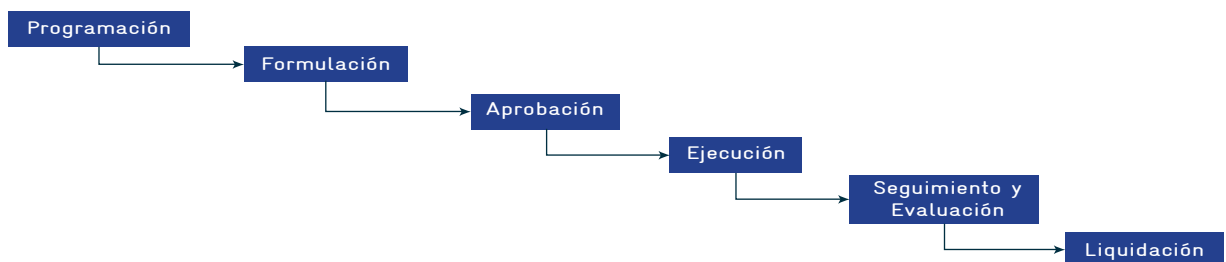 Programación
Formulación
Aprobación
Ejecución
Seguimiento y
Evaluación
Liquidación